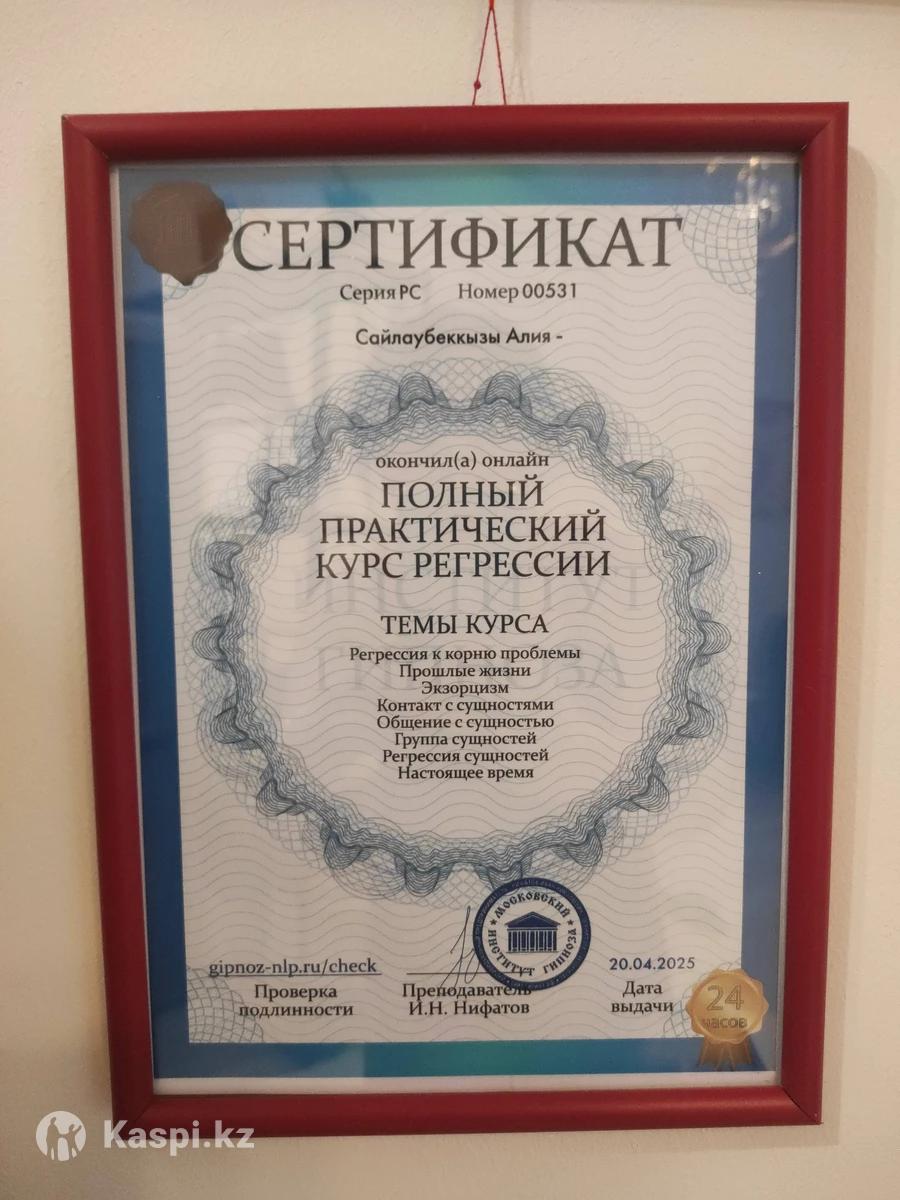 СЕРТИФИКАТ
Серия РС Номер 00531
Сайлаубеккызы Алия -
окончил(а) онлайн
ПОЛНЫЙ
ПРАКТИЧЕСКИЙ
КУРС РЕГРЕССИИ
ИНСТИТУТ
ГИПНОЗА
ТЕМЫ КУРСА
Регрессия к корню проблемы
Прошлые жизни
Экзорцизм
Контакт с сущностями
Общение с сущностью
Группа сущностей
Регрессия сущностей
Настоящее время
МОСКОВСКИЙ
ИНСТИТУТ ГИПНОЗА
gipnoz-nlp.ru/check
Проверка
подлинности
Преподаватель
И.Н. Нифатов
20.04.2025
Дата
выдачи
24
часов
Kaspi.kz